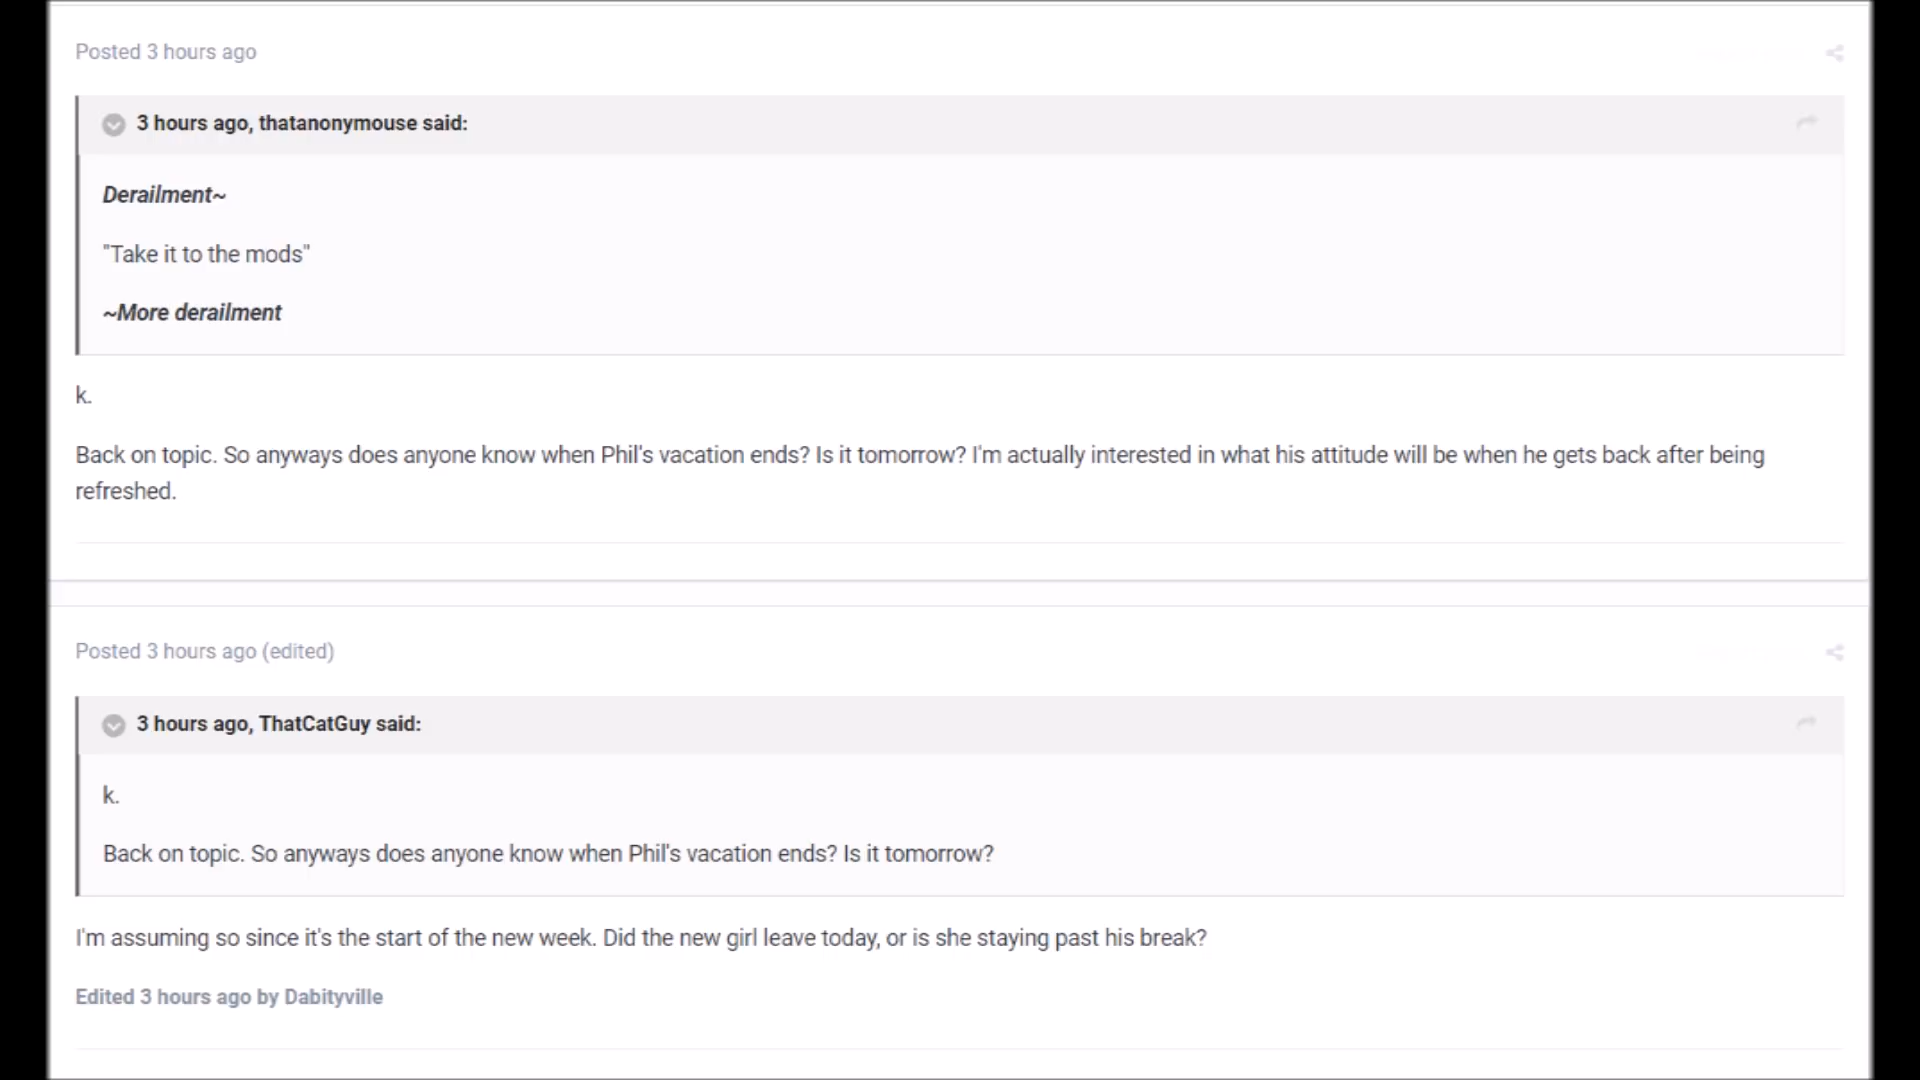 Posted 3 hours ago
3 hours ago, thatanonymouse said:
Derailment~
"Take it to the mods"
~More derailment
k.
Back on topic. So anyways does anyone know when Phil's vacation ends? Is it tomorrow? I'm actually interested in what his attitude will be when he gets back after being
refreshed.
Posted 3 hours ago (edited)
3 hours ago, ThatCatGuy said:
k.
Back on topic. So anyways does anyone know when Phil's vacation ends? Is it tomorrow?
I'm assuming so since it's the start of the new week. Did the new girl leave today, or is she staying past his break?
Edited 3 hours ago by Dabityville